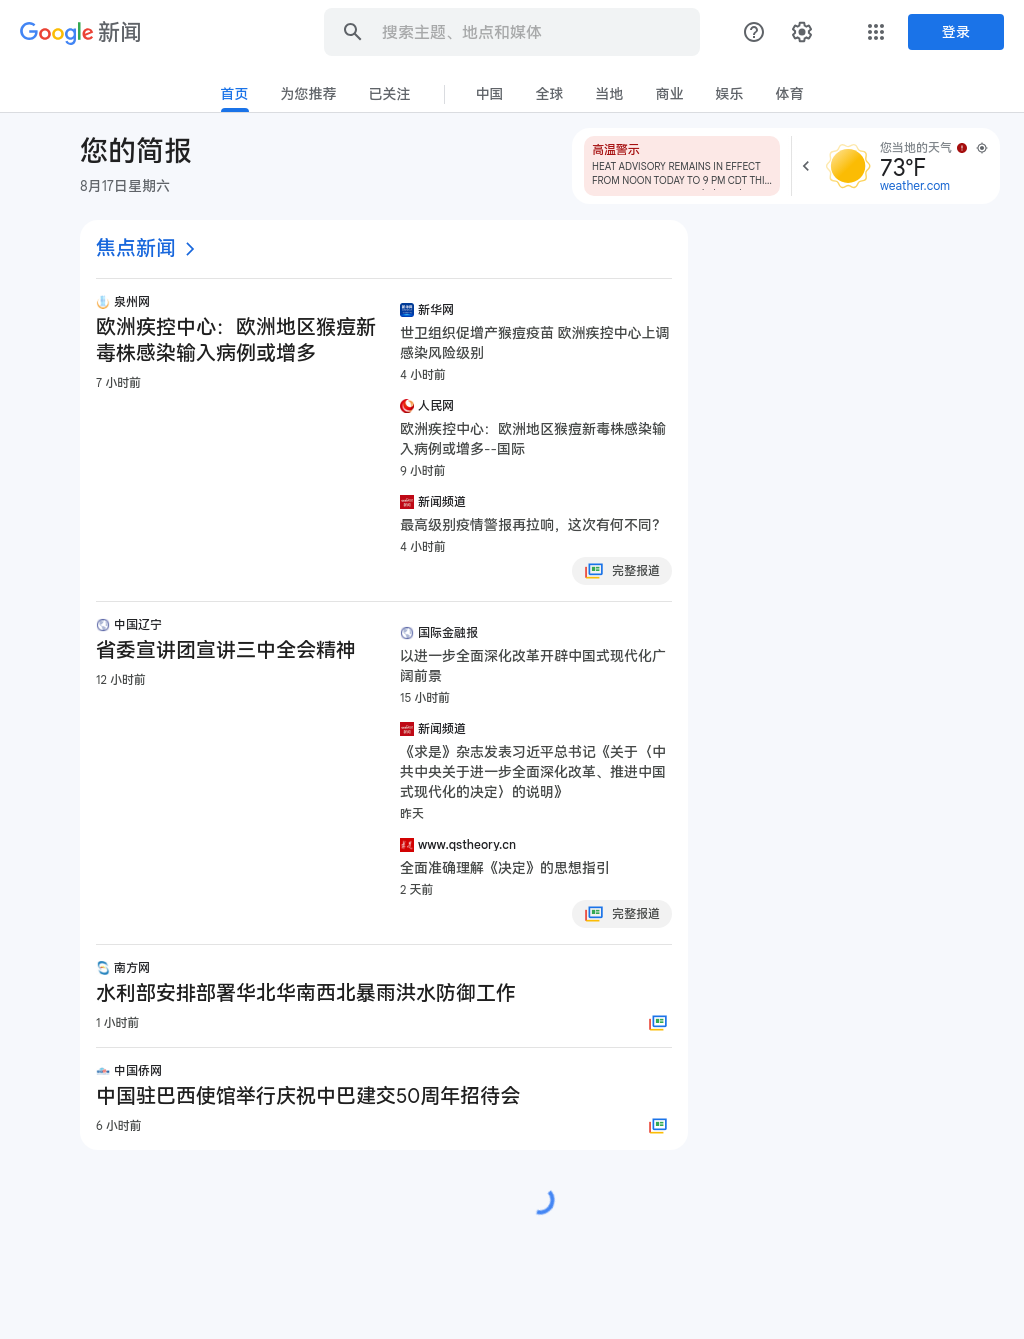 Google 新闻
搜索主题、地点和媒体
登录
首页
为您推荐
已关注
中国
全球
当地
商业
娱乐
体育
您的简报
8月17日星期六
高温警示
HEAT ADVISORY REMAINS IN EFFECT
FROM NOON TODAY TO 9 PM CDT THI...
您当地的天气
73°F
weather.com
焦点新闻
泉州网
欧洲疾控中心：欧洲地区猴痘新
毒株感染输入病例或增多
7 小时前
新华网
世卫组织促增产猴痘疫苗 欧洲疾控中心上调
感染风险级别
4 小时前
人民网
欧洲疾控中心：欧洲地区猴痘新毒株感染输
入病例或增多--国际
9 小时前
新闻频道
最高级别疫情警报再拉响，这次有何不同？
4 小时前
完整报道
中国辽宁
省委宣讲团宣讲三中全会精神
12 小时前
国际金融报
以进一步全面深化改革开辟中国式现代化广
阔前景
15 小时前
新闻频道
《求是》杂志发表习近平总书记《关于〈中
共中央关于进一步全面深化改革、推进中国
式现代化的决定〉的说明》
昨天
www.qstheory.cn
全面准确理解《决定》的思想指引
2 天前
完整报道
南方网
水利部安排部署华北华南西北暴雨洪水防御工作
1 小时前
中国侨网
中国驻巴西使馆举行庆祝中巴建交50周年招待会
6 小时前